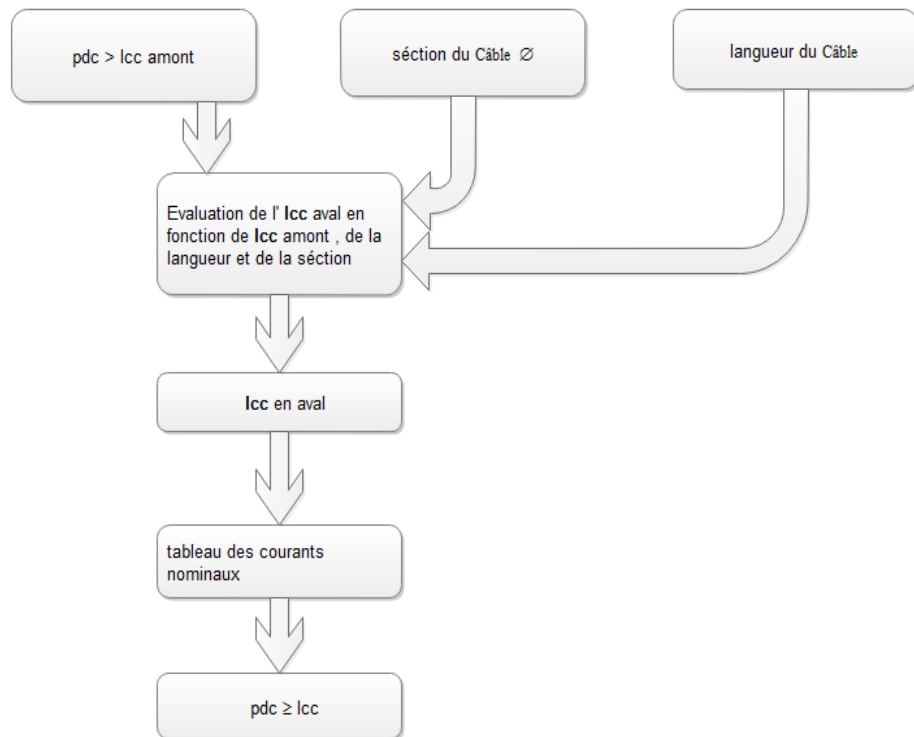 pdc > Icc amont
séction du Câble ∅
langueur du Câble
Evaluation de l' Icc aval en
fonction de Icc amont , de la
langueur et de la séction
Icc en aval
tableau des courants
nominaux
pdc ≥ Icc